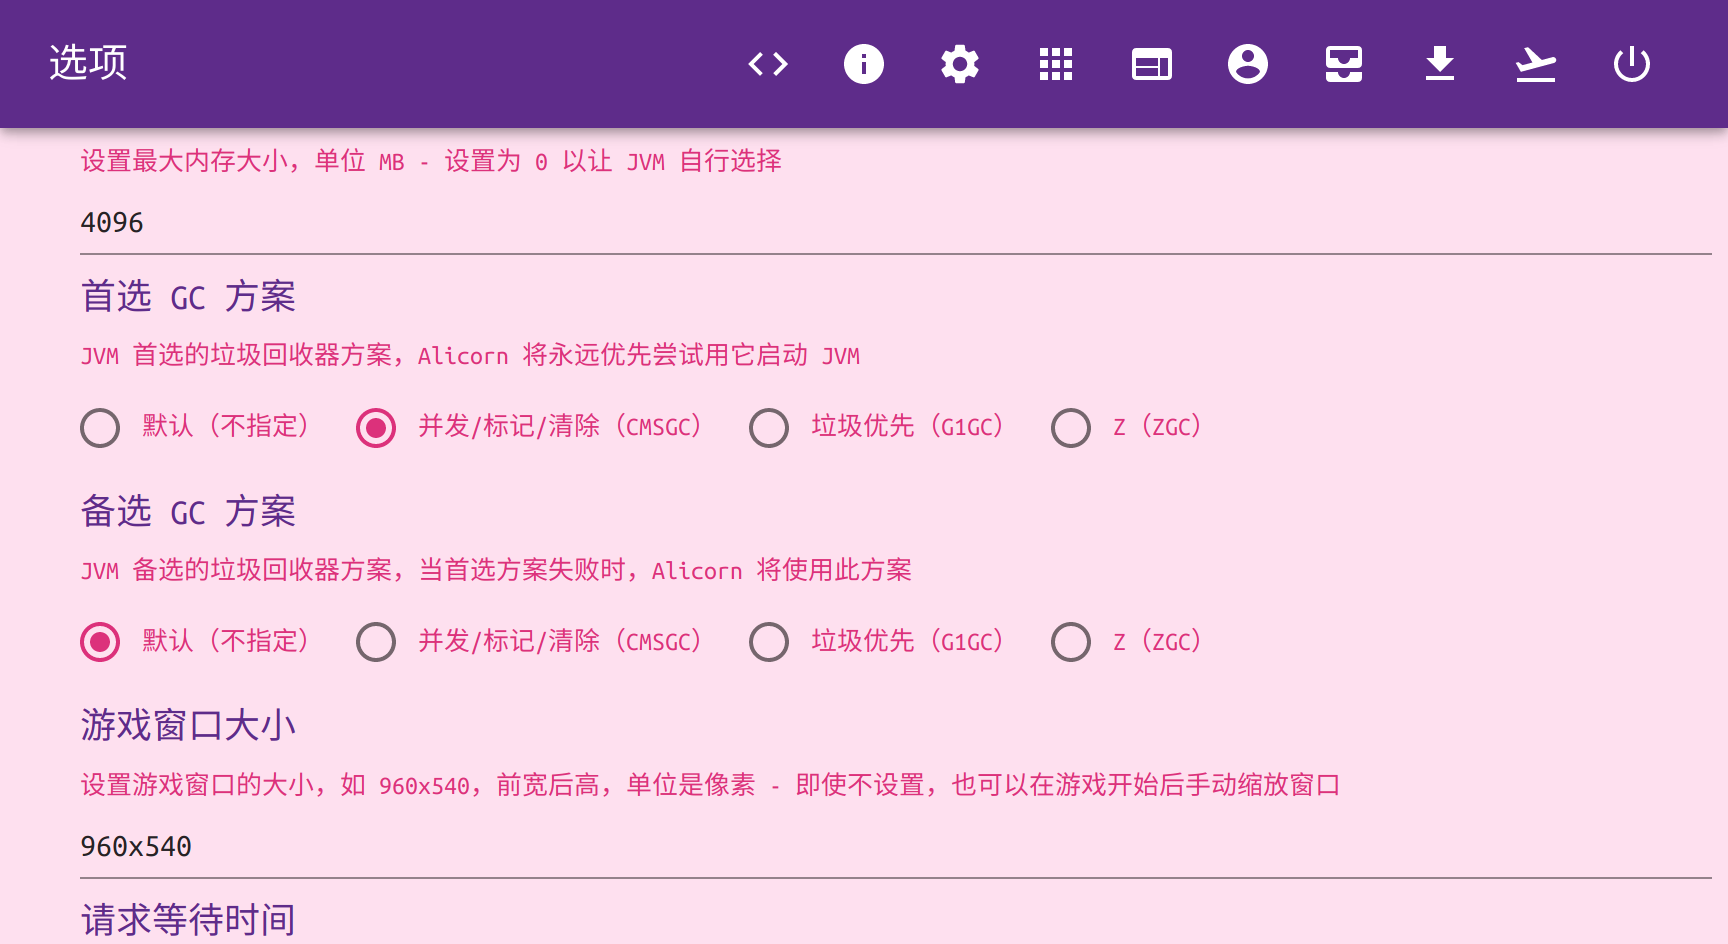 选项
设置最大内存大小，单位 MB - 设置为 0 以让 JVM 自行选择
4096
首选 GC 方案
JVM 首选的垃圾回收器方案，Alicorn 将永远优先尝试用它启动 JVM
默认（不指定） 并发/标记/清除（CMSGC） 垃圾优先（G1GC） Z（ZGC）
备选 GC 方案
JVM 备选的垃圾回收器方案，当首选方案失败时，Alicorn 将使用此方案
默认（不指定） 并发/标记/清除（CMSGC） 垃圾优先（G1GC） Z（ZGC）
游戏窗口大小
设置游戏窗口的大小，如 960x540，前宽后高，单位是像素 - 即使不设置，也可以在游戏开始后手动缩放窗口
960x540
请求等待时间